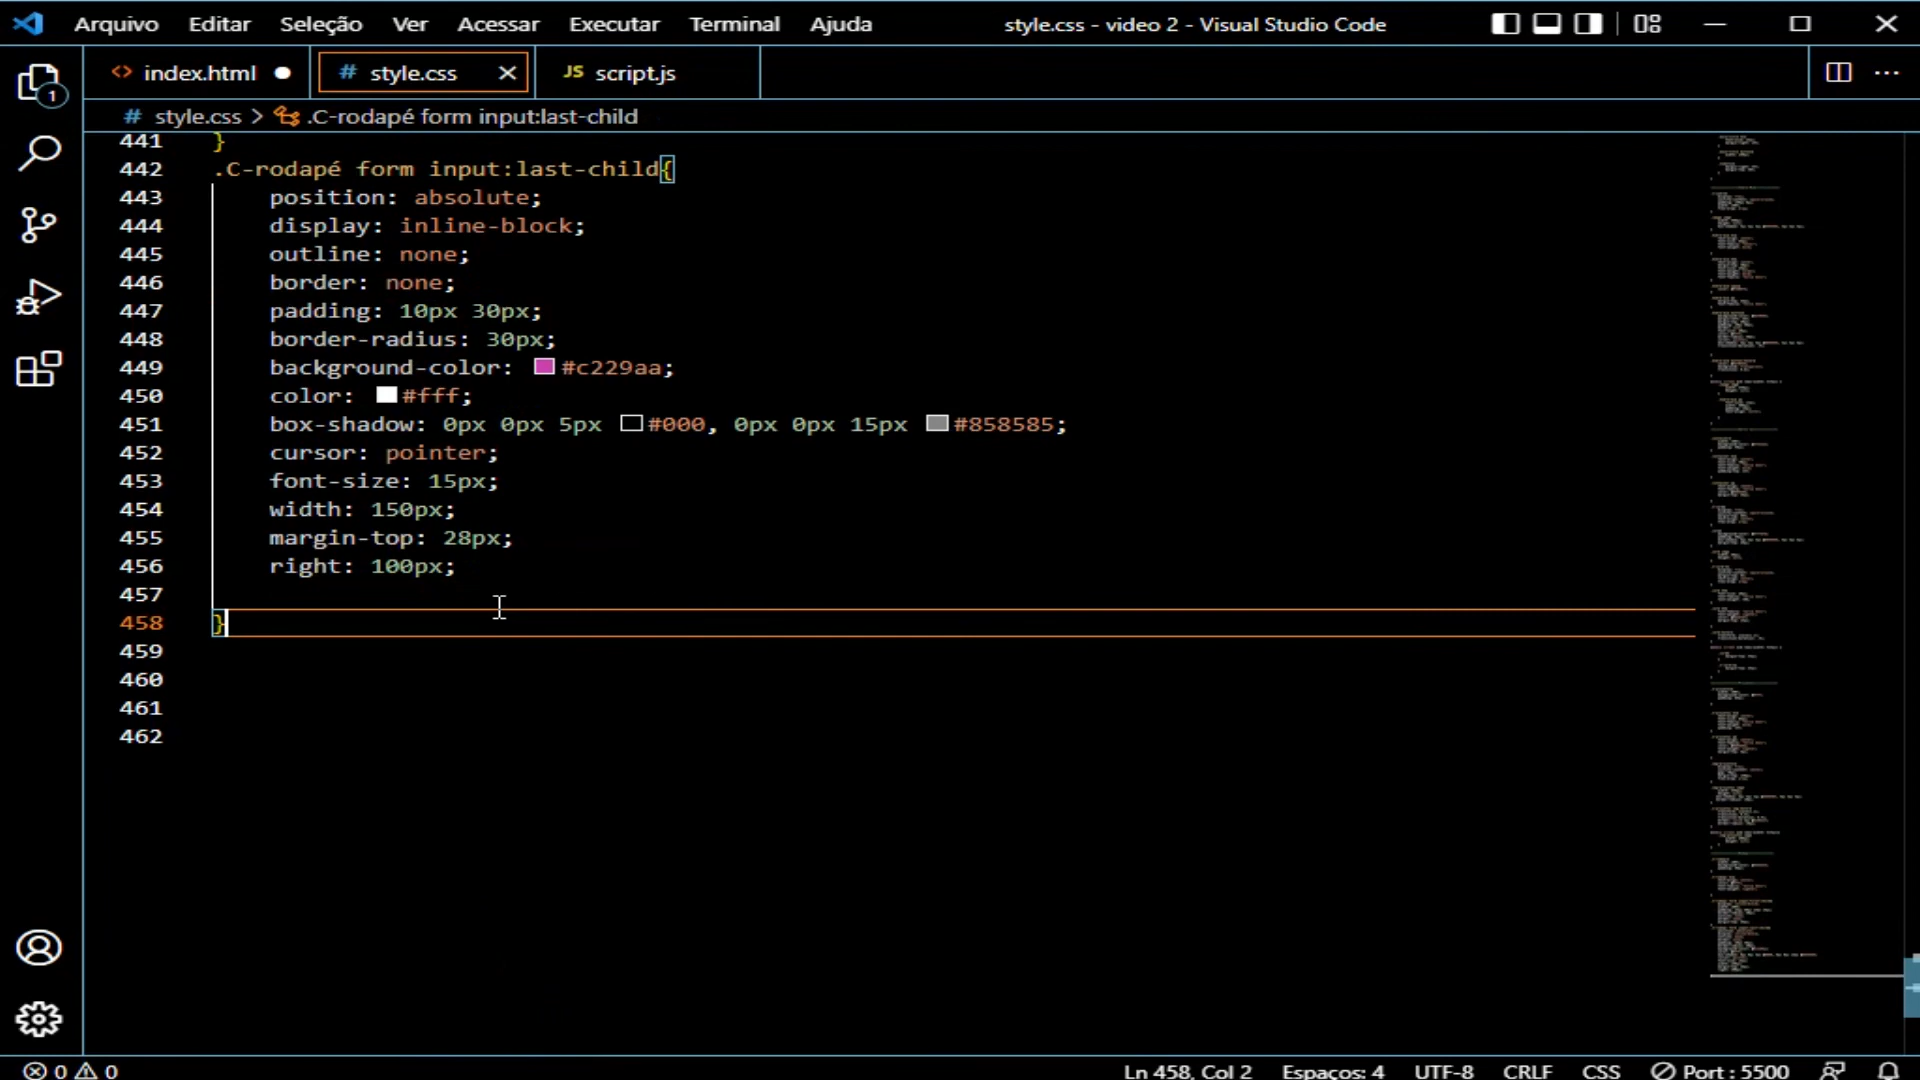 Arquivo Editar Seleção Ver Acessar Executar Terminal Ajuda style.css - video 2 - Visual Studio Code
<> index.html # style.css JS script.js
1
# style.css > .C-rodapé form input:last-child
441 }
442 .C-rodapé form input:last-child{
443 position: absolute;
444 display: inline-block;
445 outline: none;
446 border: none;
447 padding: 10px 30px;
448 border-radius: 30px;
449 background-color: #c229aa;
450 color: #fff;
451 box-shadow: 0px 0px 5px #000, 0px 0px 15px #858585;
452 cursor: pointer;
453 font-size: 15px;
454 width: 150px;
455 margin-top: 28px;
456 right: 100px;
457
458 }
459
460
461
462
0 0 Ln 458, Col 2 Espaços: 4 UTF-8 CRLF CSS Port : 5500